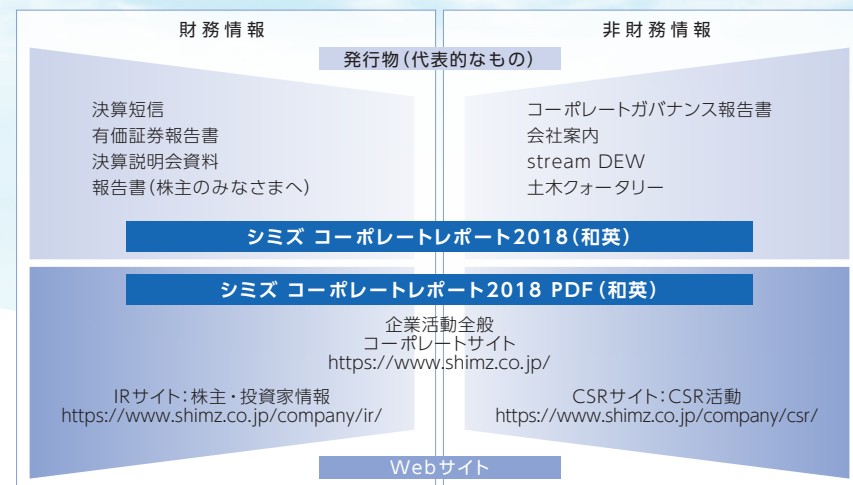 財務情報
非財務情報
発行物(代表的なもの)
決算短信
有価証券報告書
決算説明会資料
報告書(株主のみなさまへ)
コーポレートガバナンス報告書
会社案内
stream DEW
土木クォータリー
シミズ コーポレートレポート2018(和英)
シミズ コーポレートレポート2018 PDF(和英)
企業活動全般
コーポレートサイト
https://www.shimz.co.jp/
IRサイト:株主・投資家情報
https://www.shimz.co.jp/company/ir/
CSRサイト:CSR活動
https://www.shimz.co.jp/company/csr/
Webサイト